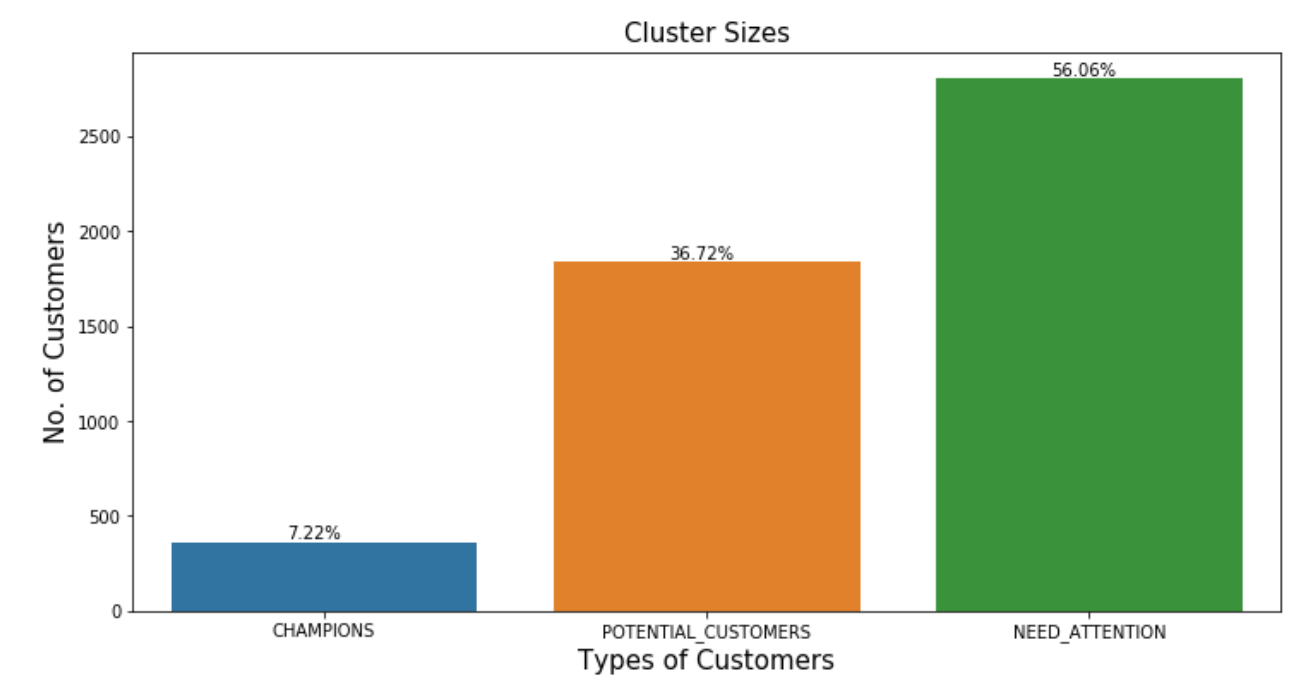 Cluster Sizes
56.06%
2500
36.72%
2000
1500
1000
500
7.22%
0
No. of Customers
CHAMPIONS
POTENTIAL_CUSTOMERS
NEED_ATTENTION
Types of Customers